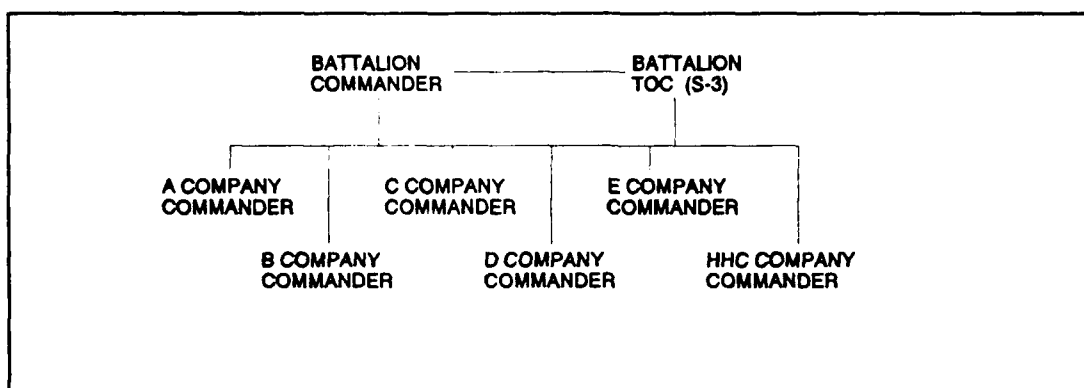 BATTALION
COMMANDER
BATTALION
TOC (S-3)
A COMPANY
COMMANDER
C COMPANY
COMMANDER
E COMPANY
COMMANDER
B COMPANY
COMMANDER
D COMPANY
COMMANDER
HHC COMPANY
COMMANDER